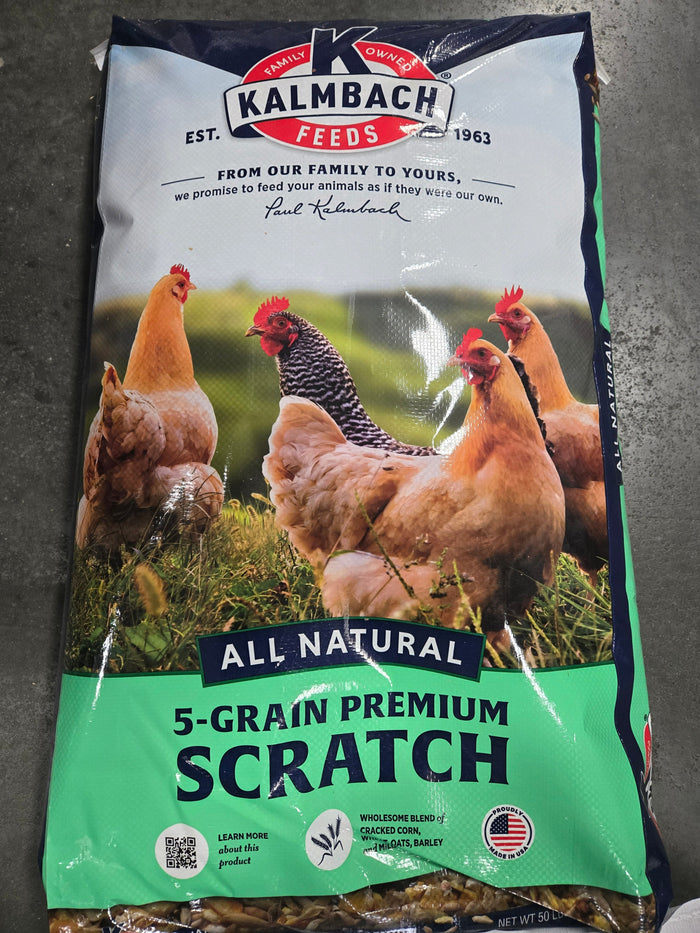 K
FAMILY OWNED
KALMBACH®
FEEDS
EST. 1963
FROM OUR FAMILY TO YOURS,
we promise to feed your animals as if they were our own.
Paul Kalmbach
ALL NATURAL
ALL NATURAL
5-GRAIN PREMIUM
SCRATCH
LEARN MORE
about this
product
WHOLESOME BLEND of
CRACKED CORN,
OATS, BARLEY
PROUDLY
MADE IN USA
NET WT 50